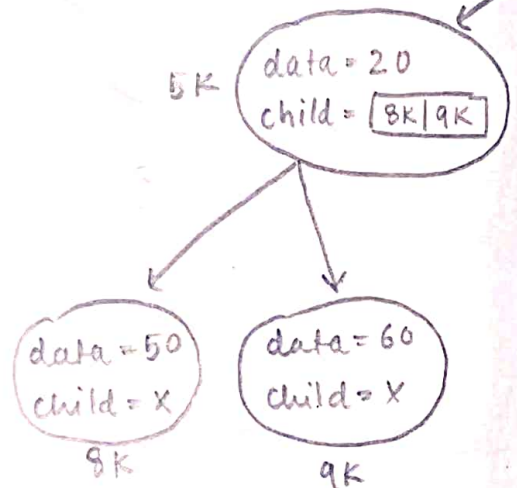 data = 20
5K
child = 8K|9K
data = 50
child = X
data = 60
child = X
8K
9K